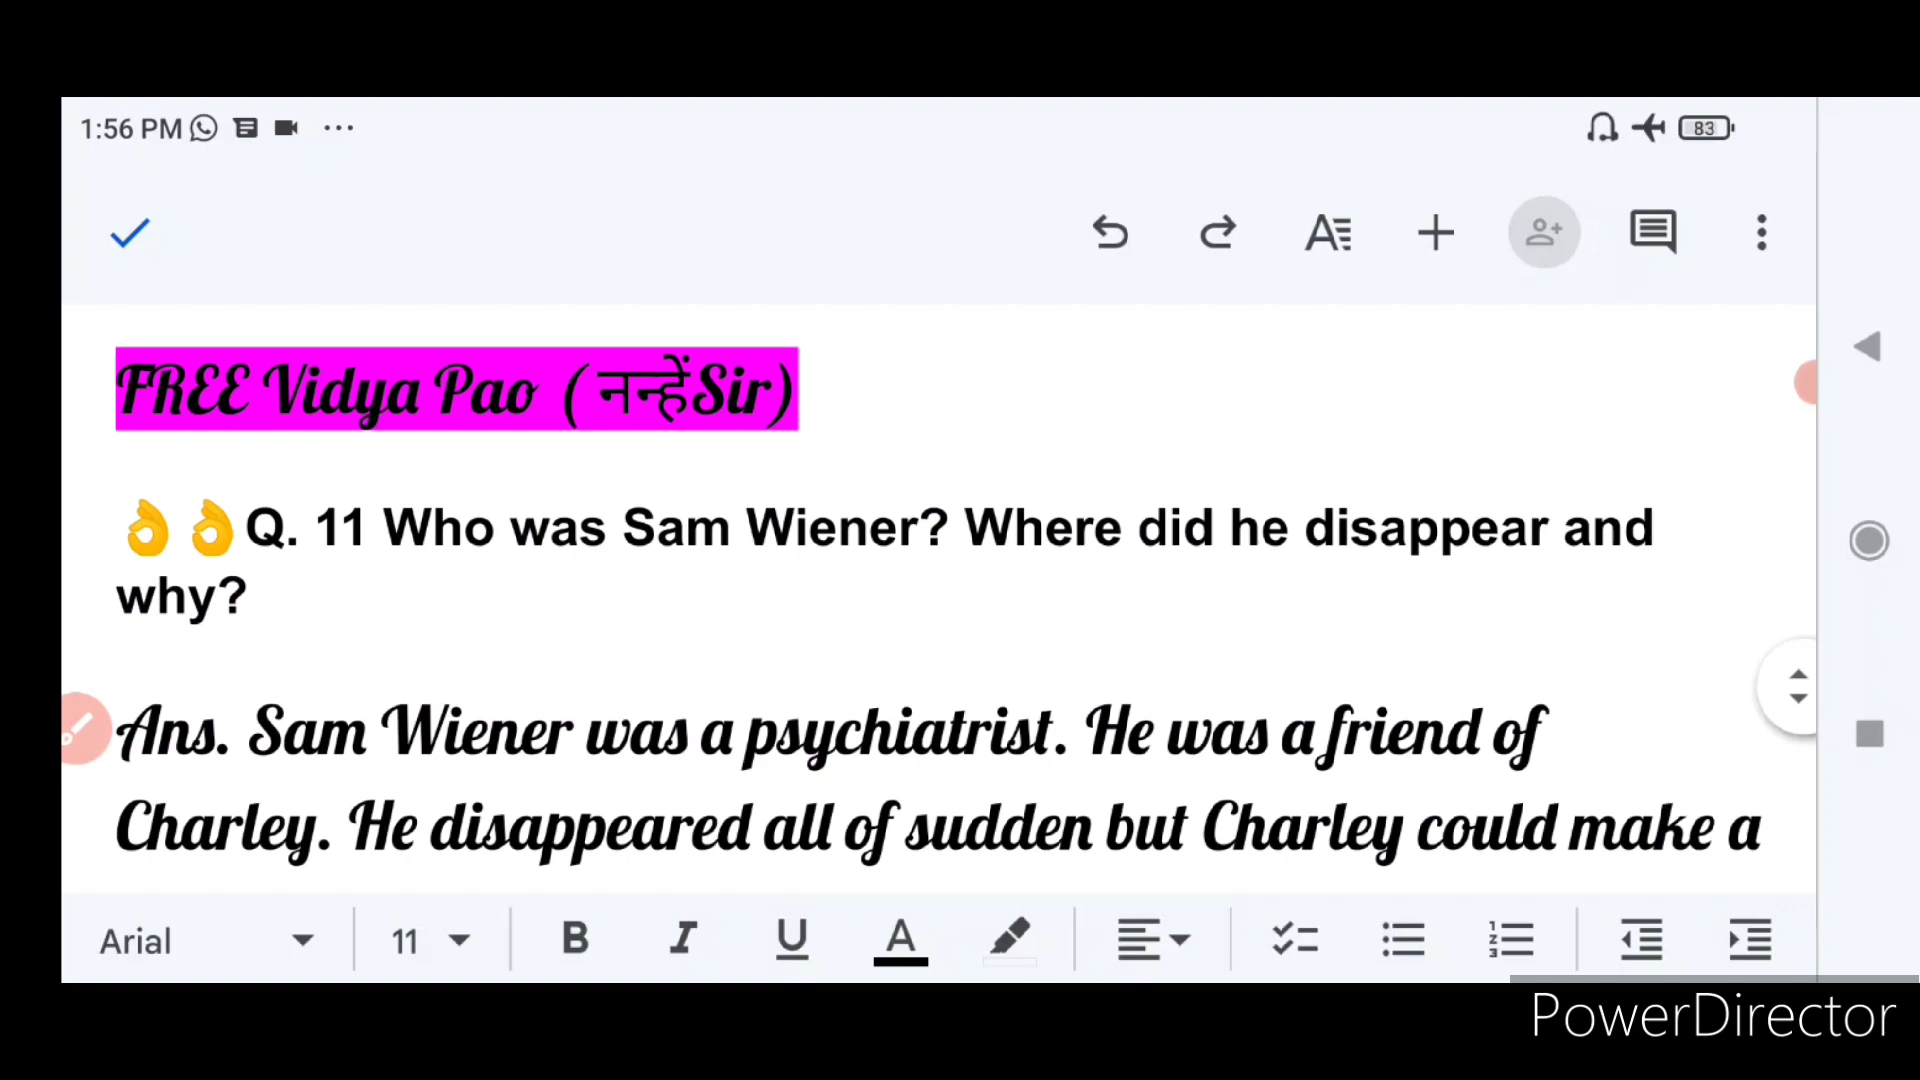 1:56 PM
83
FREE Vidya Pao (नन्हेंSir)
👌👌Q. 11 Who was Sam Wiener? Where did he disappear and
why?
Ans. Sam Wiener was a psychiatrist. He was a friend of
Charley. He disappeared all of sudden but Charley could make a
Arial 11
PowerDirector